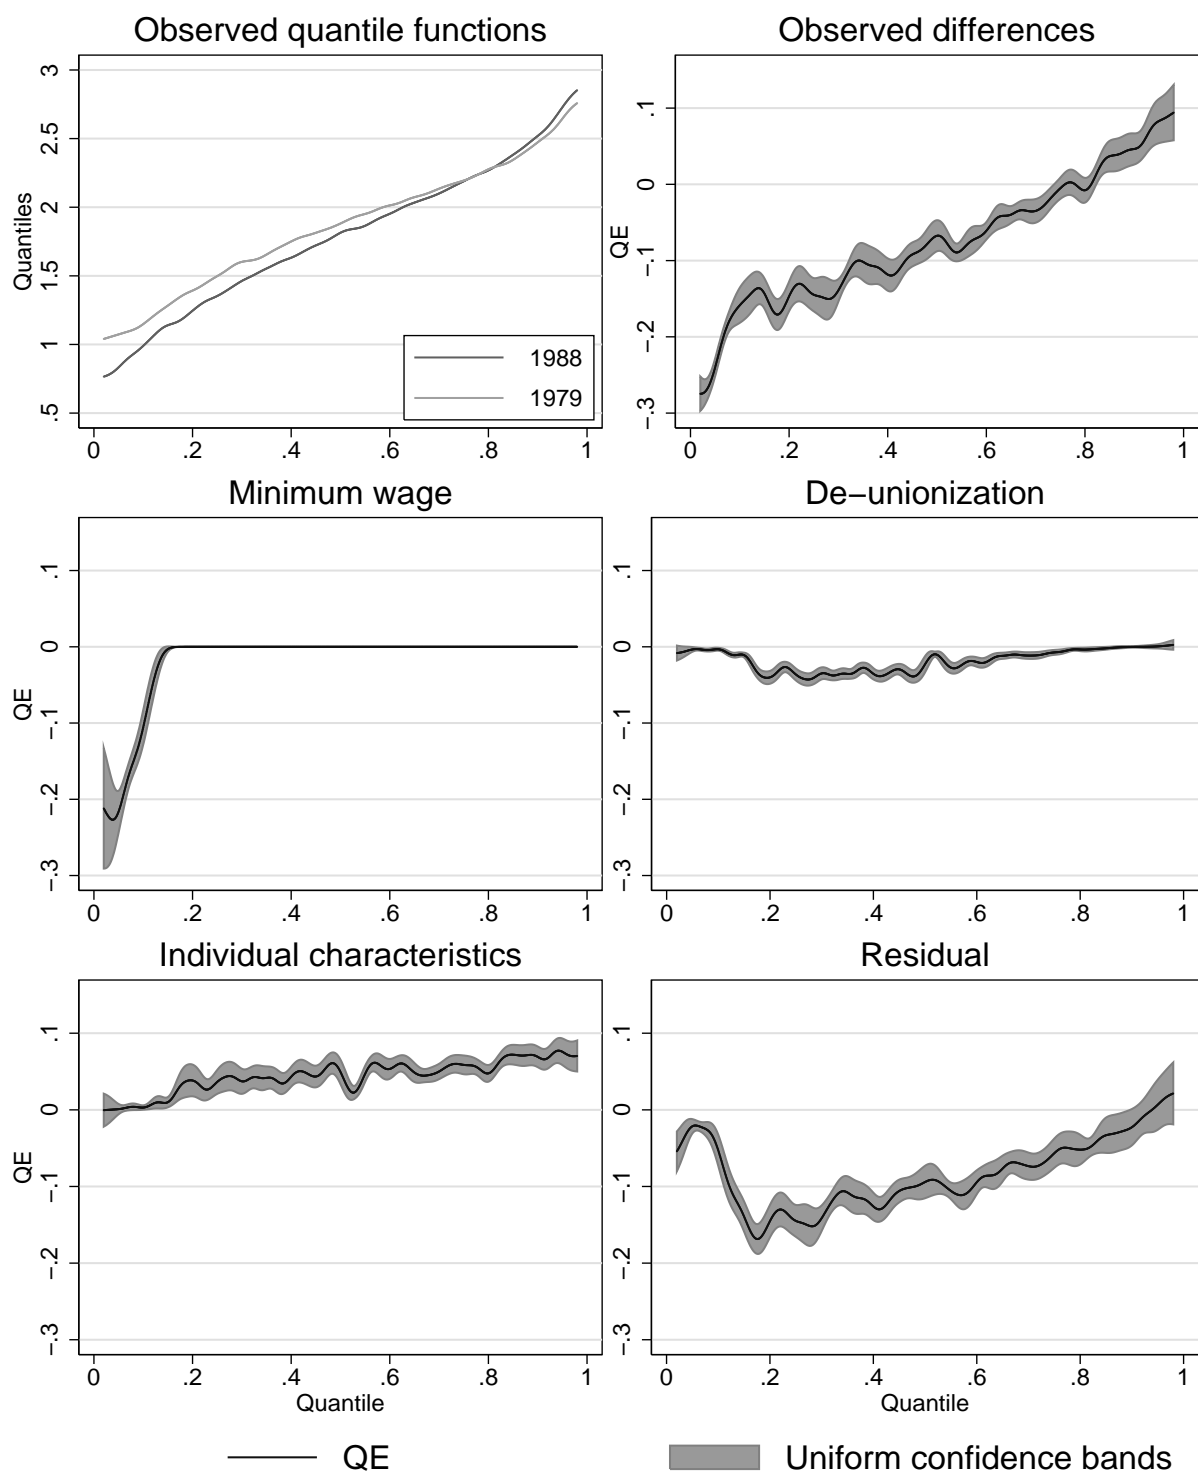 Observed quantile functions
Quantiles
3
2.5
2
1.5
1
.5
1988
1979
0 .2 .4 .6 .8 1
Observed differences
QE
.1
0
−.1
−.2
−.3
0 .2 .4 .6 .8 1
Minimum wage
QE
.1
0
−.1
−.2
−.3
0 .2 .4 .6 .8 1
De−unionization
.1
0
−.1
−.2
−.3
0 .2 .4 .6 .8 1
Individual characteristics
QE
.1
0
−.1
−.2
−.3
0 .2 .4 .6 .8 1
Quantile
Residual
.1
0
−.1
−.2
−.3
0 .2 .4 .6 .8 1
Quantile
QE
Uniform confidence bands